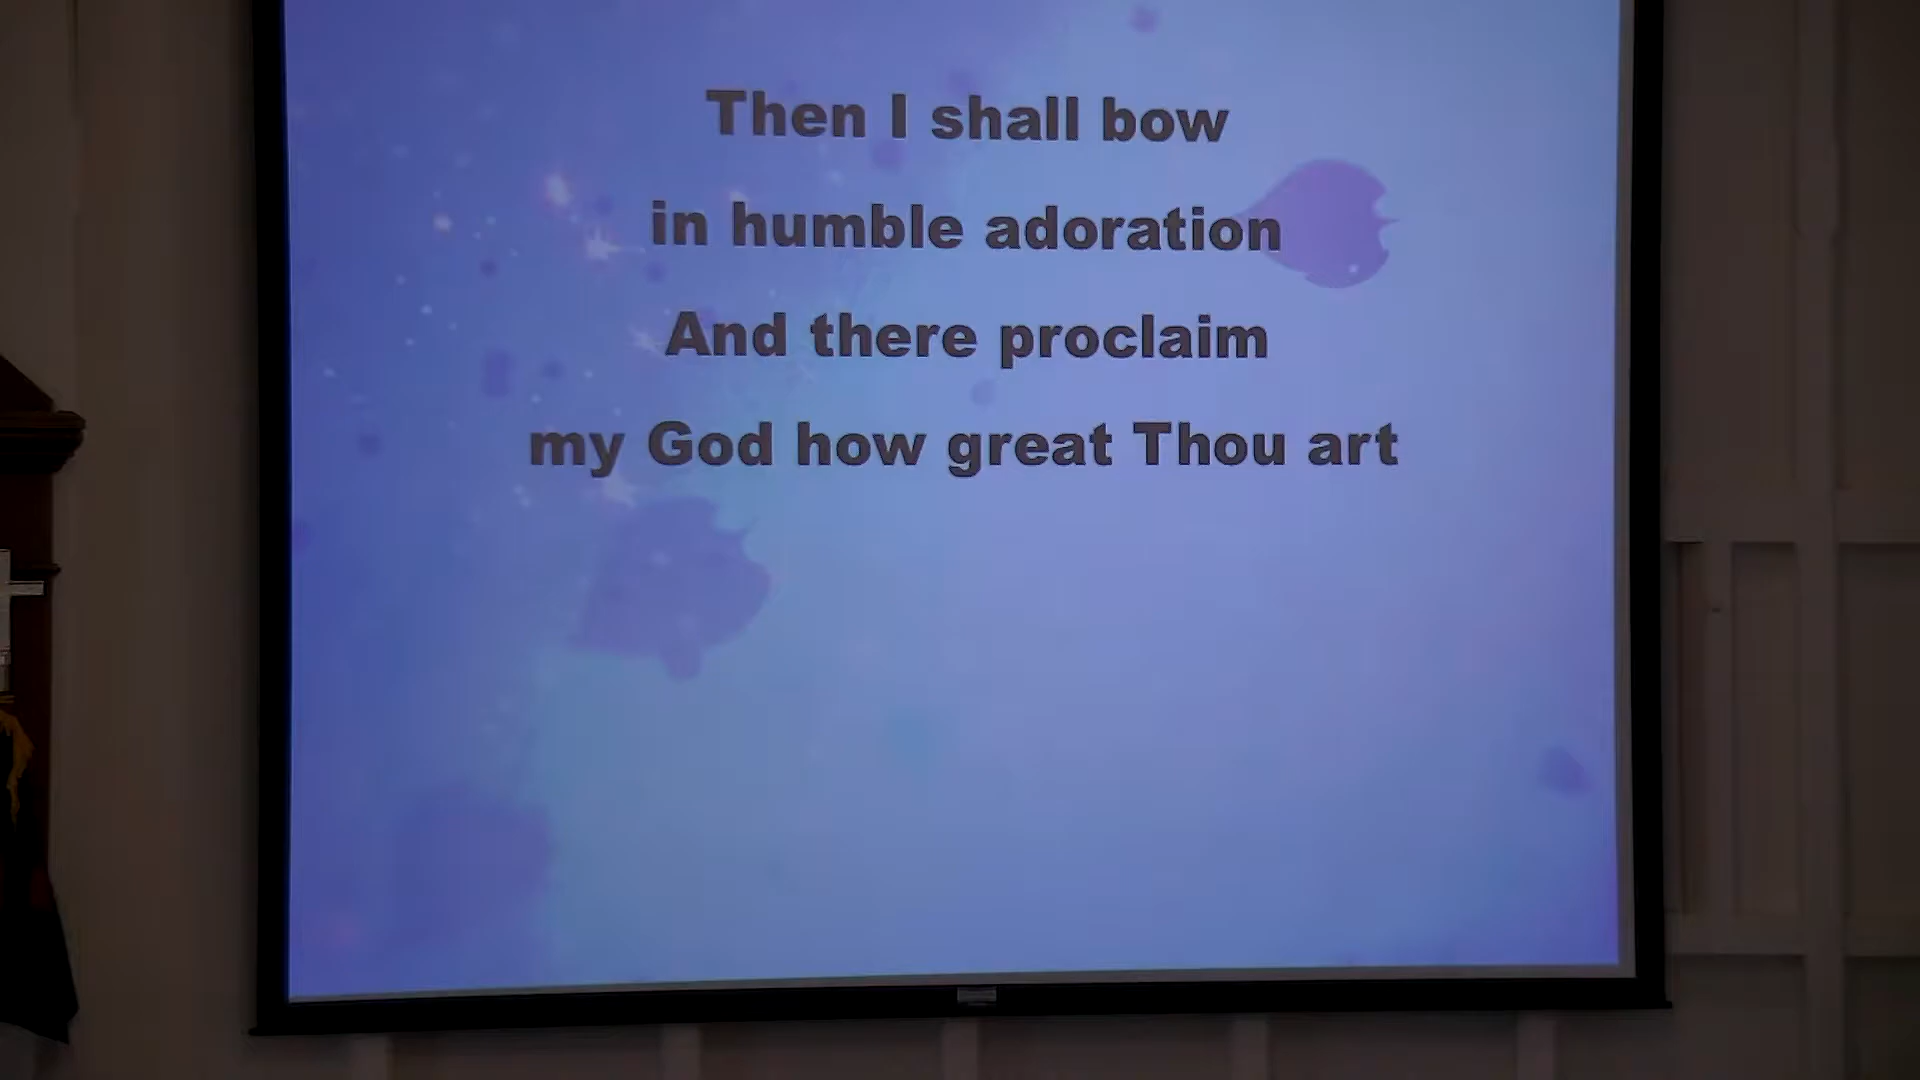 Then I shall bow
in humble adoration
And there proclaim
my God how great Thou art